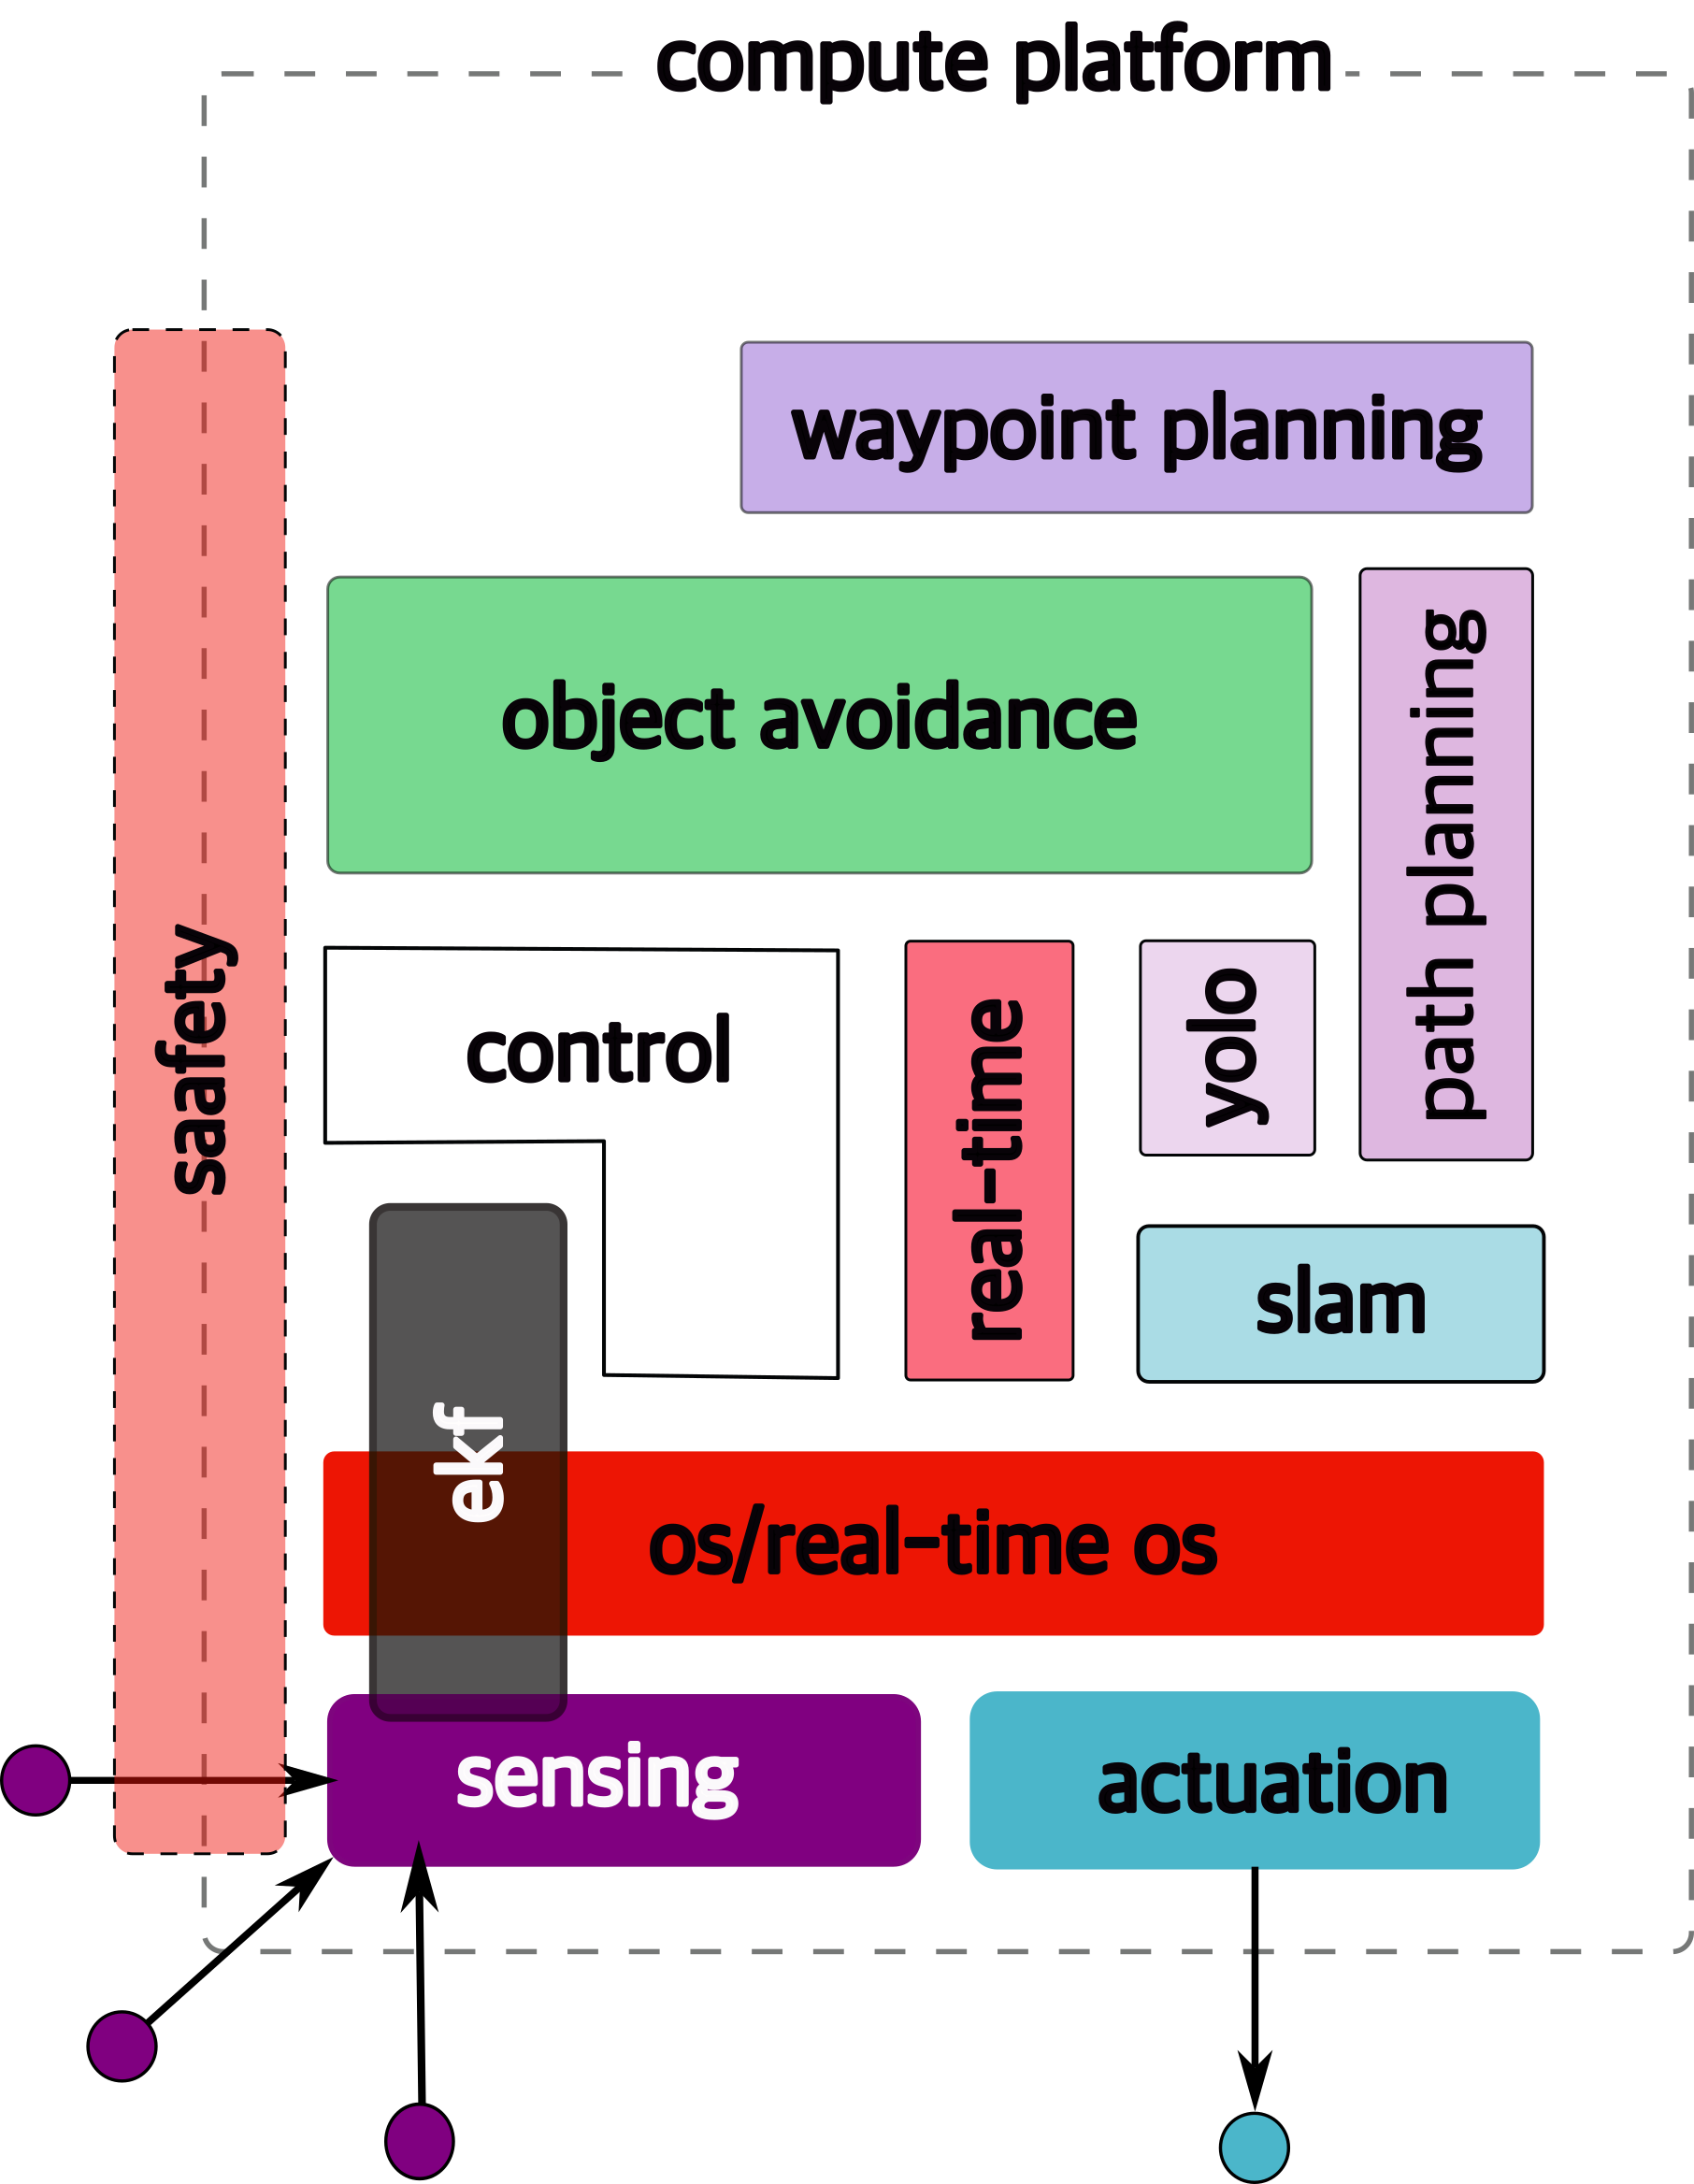 compute platform
waypoint planning
object avoidance
path planning
saafety
control
real-time
yolo
slam
ekf
os/real-time os
sensing
actuation